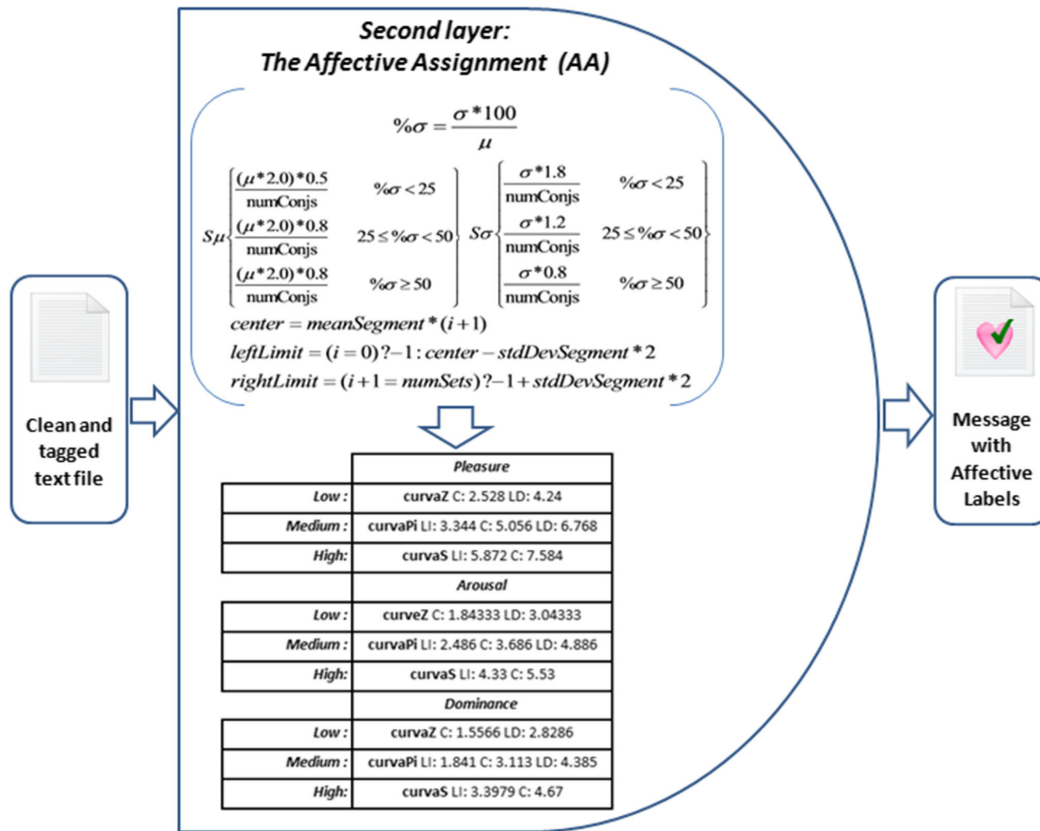 Second layer:
The Affective Assignment (AA)
%σ = σ*100 / μ
Sμ { (μ*2.0)*0.5 / numConjs %σ < 25
(μ*2.0)*0.8 / numConjs 25 ≤ %σ < 50
(μ*2.0)*0.8 / numConjs %σ ≥ 50 }
Sσ { σ*1.8 / numConjs %σ < 25
σ*1.2 / numConjs 25 ≤ %σ < 50
σ*0.8 / numConjs %σ ≥ 50 }
center = meanSegment*(i+1)
leftLimit = (i=0)?−1: center − stdDevSegment*2
rightLimit = (i+1 = numSets)?−1+stdDevSegment*2
Clean and
tagged
text file
Pleasure
Low : curvaZ C: 2.528 LD: 4.24
Medium : curvaPi LI: 3.344 C: 5.056 LD: 6.768
High: curvaS LI: 5.872 C: 7.584
Arousal
Low : curveZ C: 1.84333 LD: 3.04333
Medium : curvaPi LI: 2.486 C: 3.686 LD: 4.886
High: curvaS LI: 4.33 C: 5.53
Dominance
Low : curvaZ C: 1.5566 LD: 2.8286
Medium : curvaPi LI: 1.841 C: 3.113 LD: 4.385
High: curvaS LI: 3.3979 C: 4.67
Message
with
Affective
Labels